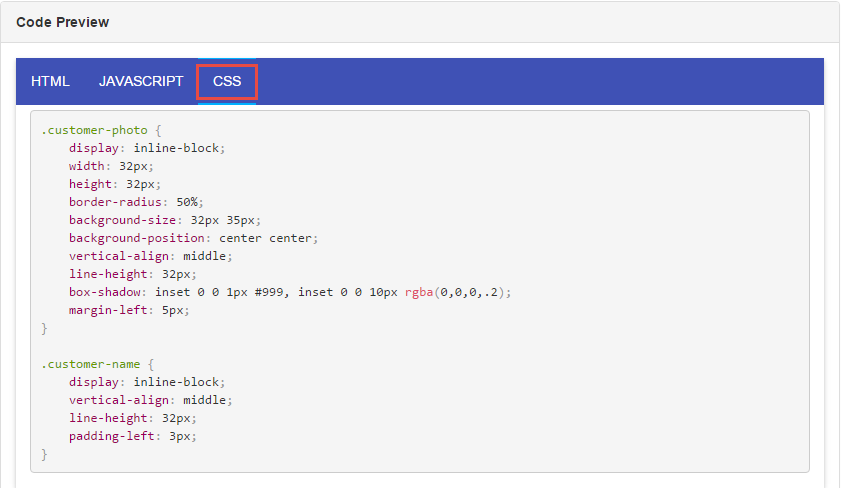 Code Preview
HTML JAVASCRIPT CSS
.customer-photo {
    display: inline-block;
    width: 32px;
    height: 32px;
    border-radius: 50%;
    background-size: 32px 35px;
    background-position: center center;
    vertical-align: middle;
    line-height: 32px;
    box-shadow: inset 0 0 1px #999, inset 0 0 10px rgba(0,0,0,.2);
    margin-left: 5px;
}

.customer-name {
    display: inline-block;
    vertical-align: middle;
    line-height: 32px;
    padding-left: 3px;
}